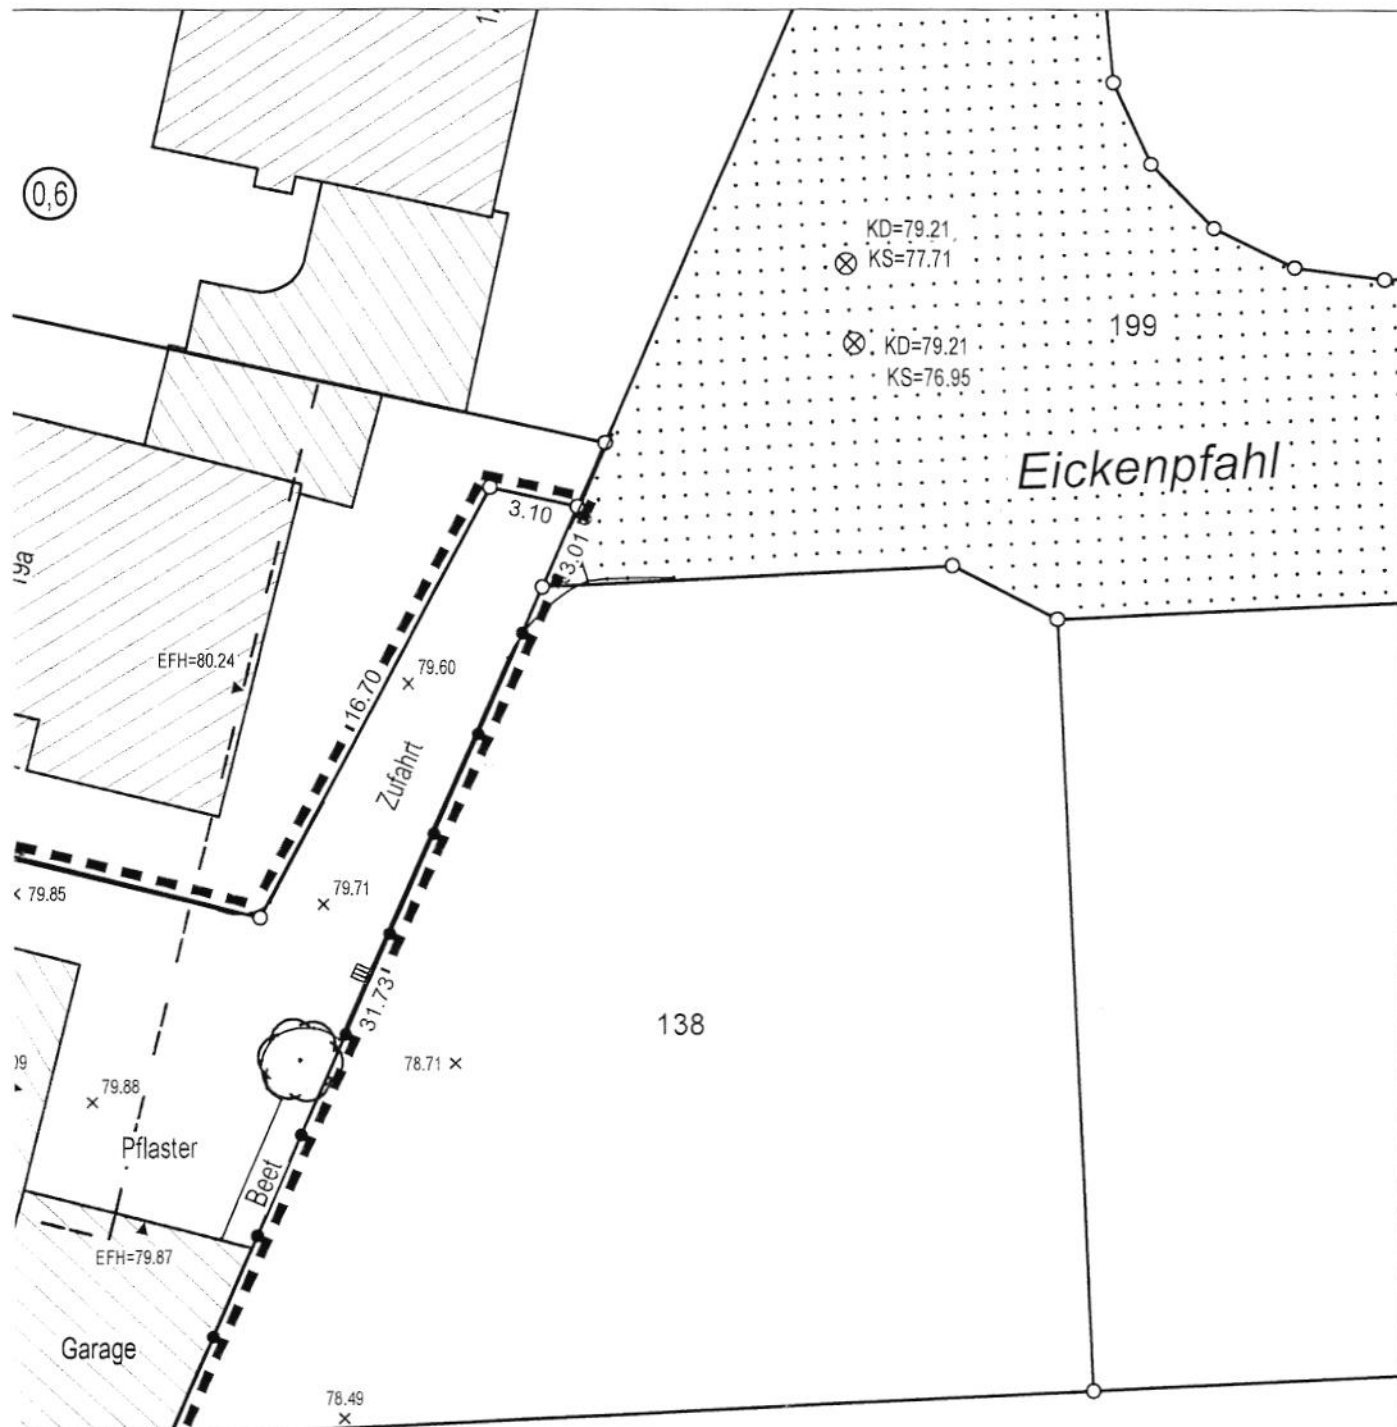 0,6
KD=79.21
KS=77.71
199
KD=79.21
KS=76.95
Eickenpfahl
3.10
3.01
19a
EFH=80.24
79.60
16.70
Zufahrt
79.85
79.71
31.73
138
78.71
79.88
Pflaster
Beet
EFH=79.87
Garage
78.49